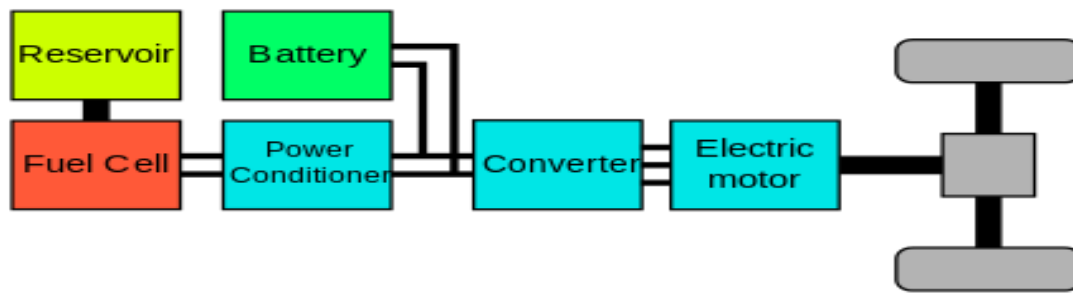 Reservoir
Battery
Fuel Cell
Power
Conditioner
Converter
Electric
motor